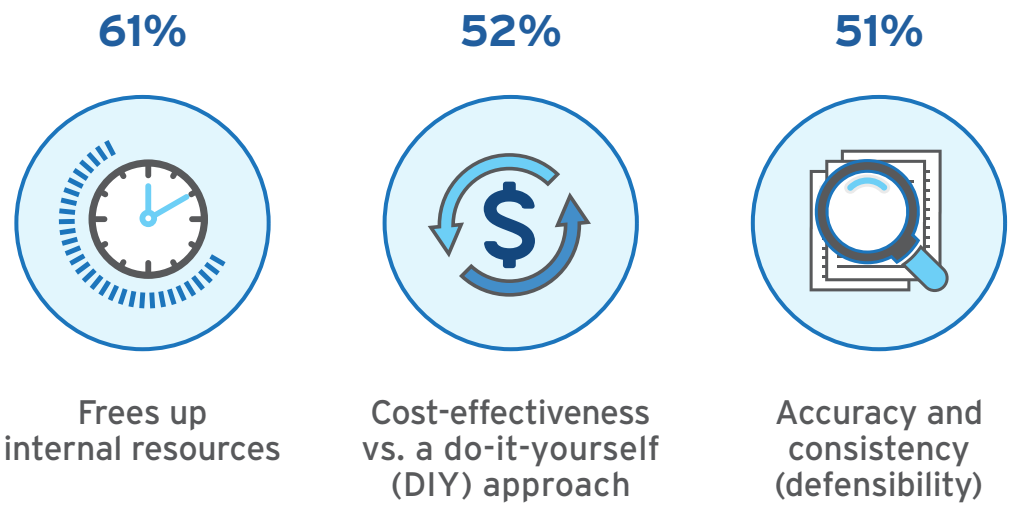 61%
52%
51%
$
Frees up
internal resources
Cost-effectiveness
vs. a do-it-yourself
(DIY) approach
Accuracy and
consistency
(defensibility)